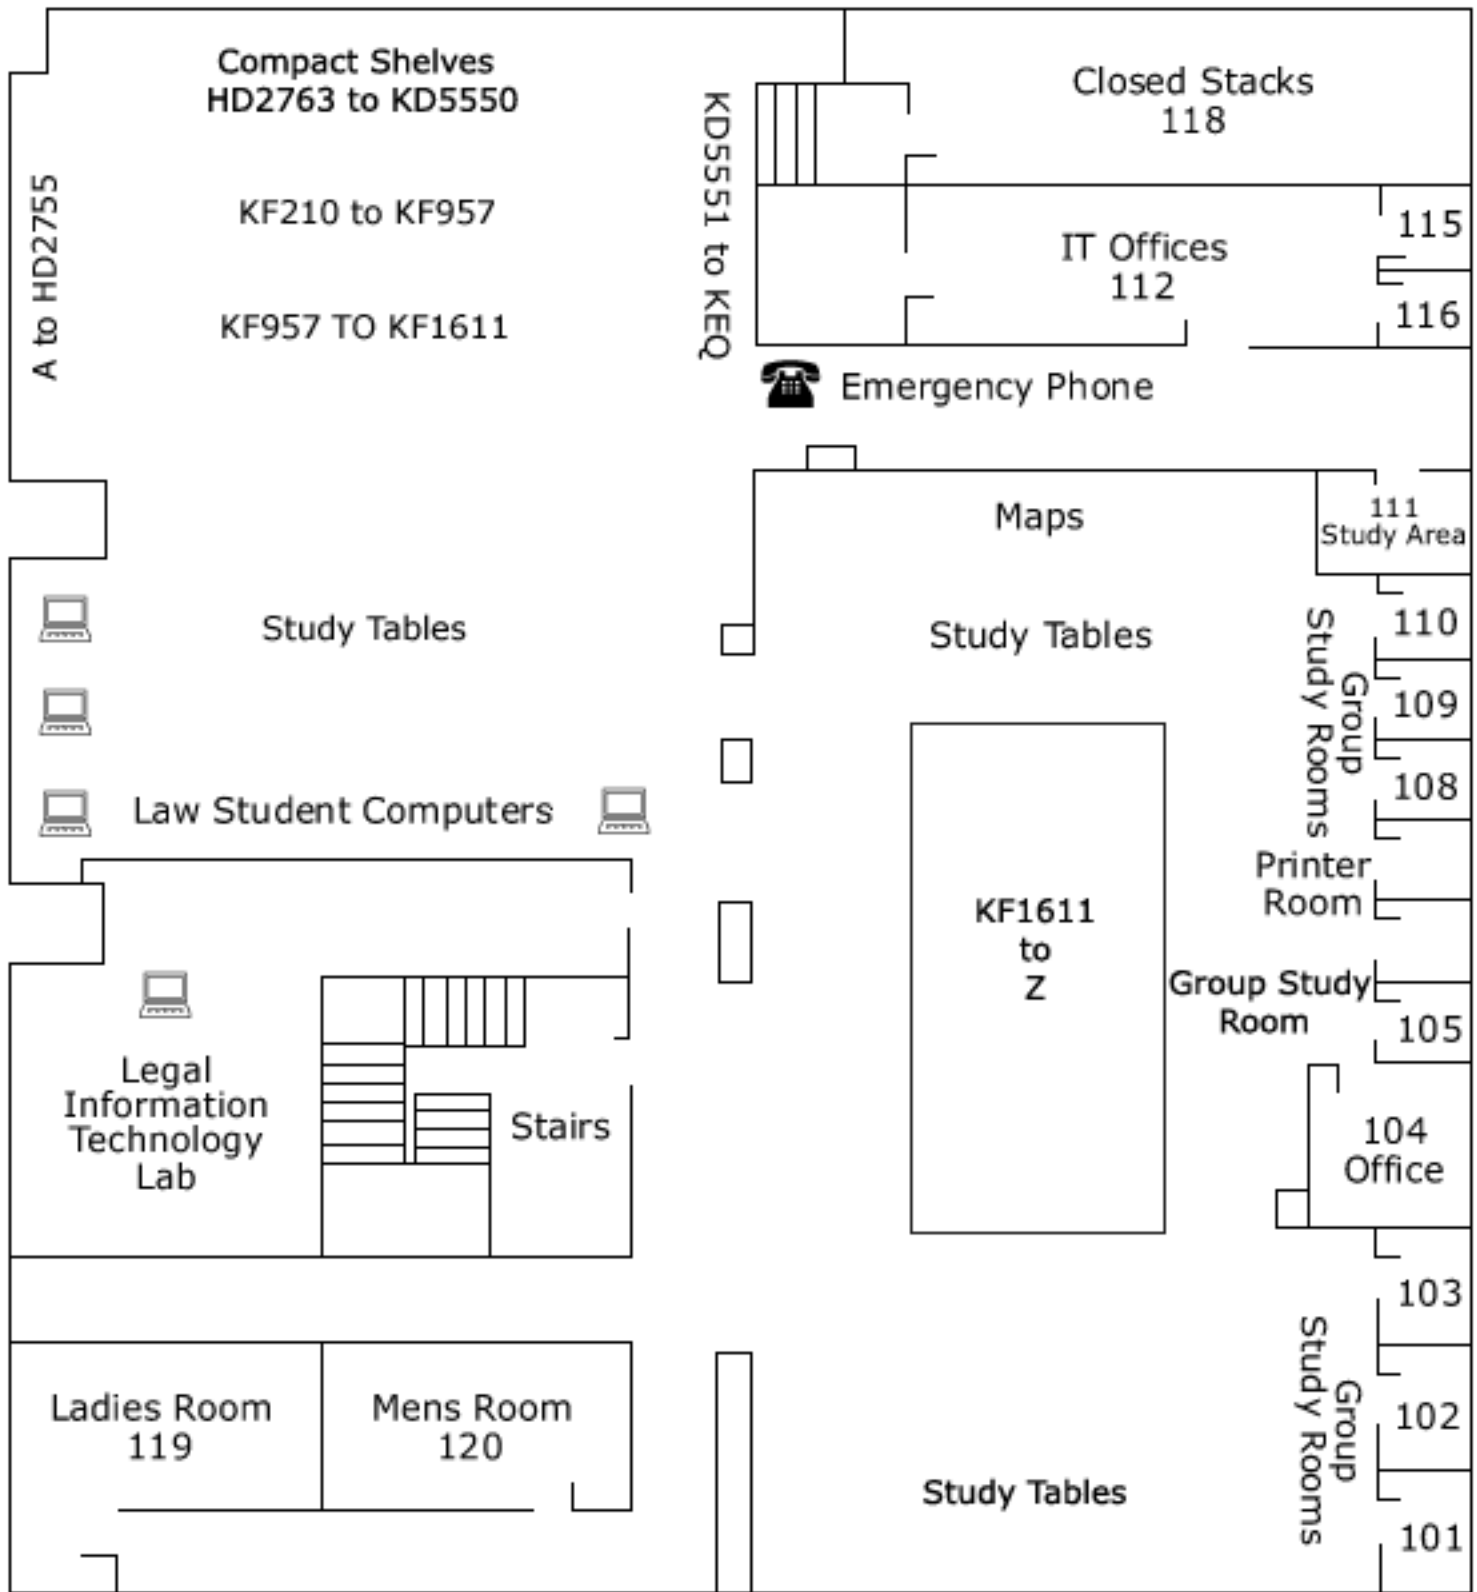 Compact Shelves
HD2763 to KD5550
Closed Stacks
118
A to HD2755
KF210 to KF957
KD5551 to KEQ
115
IT Offices
112
116
KF957 TO KF1611
Emergency Phone
Maps
111
Study Area
Study Tables
Study Tables
110
Group
Study Rooms
109
108
Law Student Computers
Printer
Room
KF1611
to
Z
Group Study
Room
105
Legal
Information
Technology
Lab
Stairs
104
Office
103
Ladies Room
119
Mens Room
120
Group
Study Rooms
102
Study Tables
101